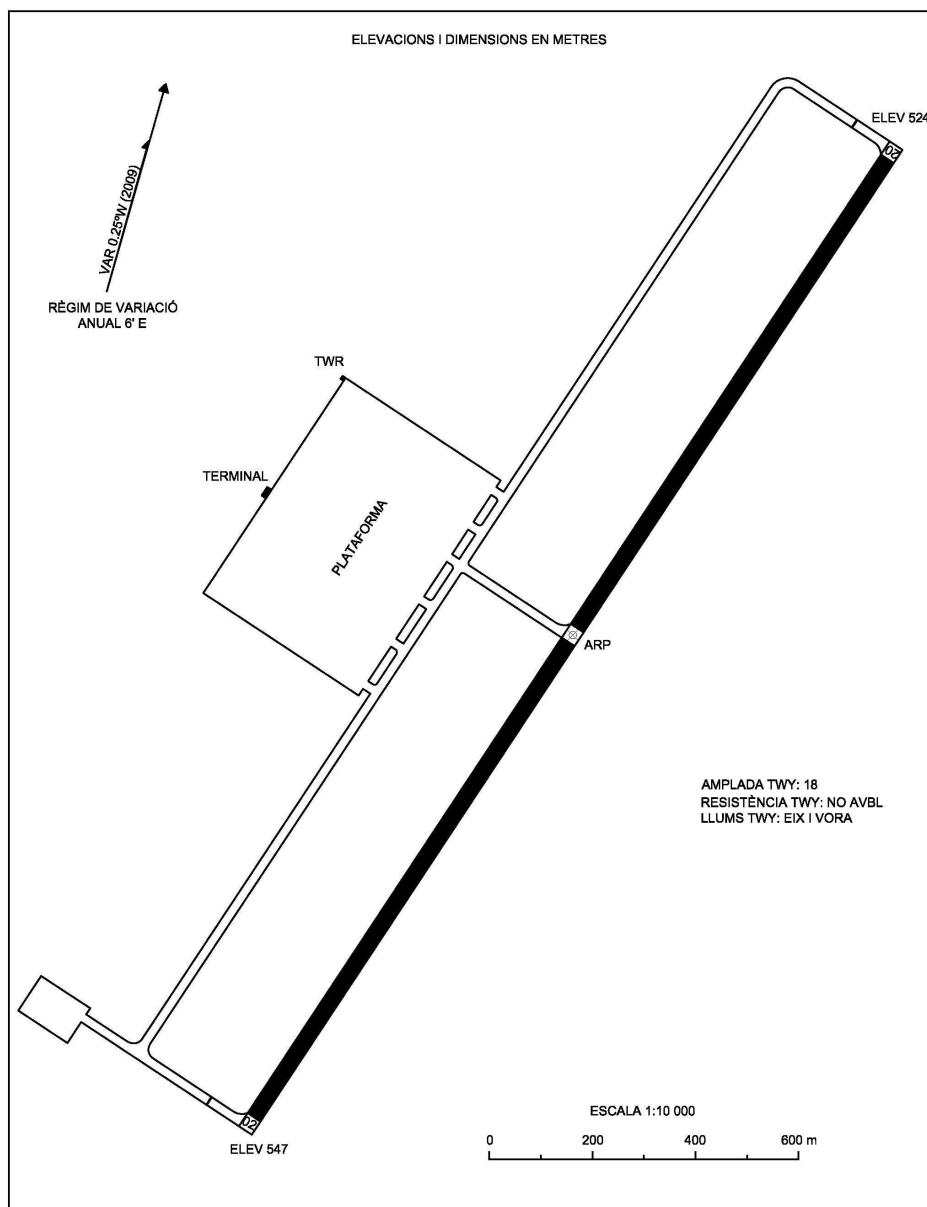 ELEVACIONS I DIMENSIONS EN METRES
ELEV 524
20
VAR 0.25ºW (2009)
RÈGIM DE VARIACIÓ
ANUAL 6' E
TWR
TERMINAL
PLATAFORMA
ARP
AMPLADA TWY: 18
RESISTÈNCIA TWY: NO AVBL
LLUMS TWY: EIX I VORA
02
ELEV 547
ESCALA 1:10 000
0 200 400 600 m